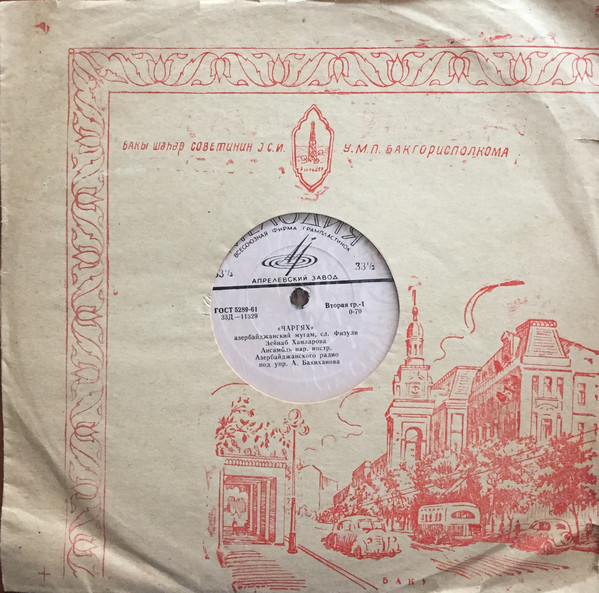 БАКЫ ШӘҺӘР СОВЕТИНИН Ј.С.И. У.М.П. БАКГОРИСПОЛКОМА
МЕЛОДИЯ
ВСЕСОЮЗНАЯ ФИРМА ГРАМПЛАСТИНОК
33⅓ 33⅓
АПРЕЛЕВСКИЙ ЗАВОД
ГОСТ 5289-61 Вторая гр.-1
33Д—11329 0-70
«ЧАРГЯХ»
азербайджанский мугам, сл. Физули
Зейнаб Ханларова
Ансамбль нар. инстр.
Азербайджанского радио
под упр. А. Бакиханова
БАКУ